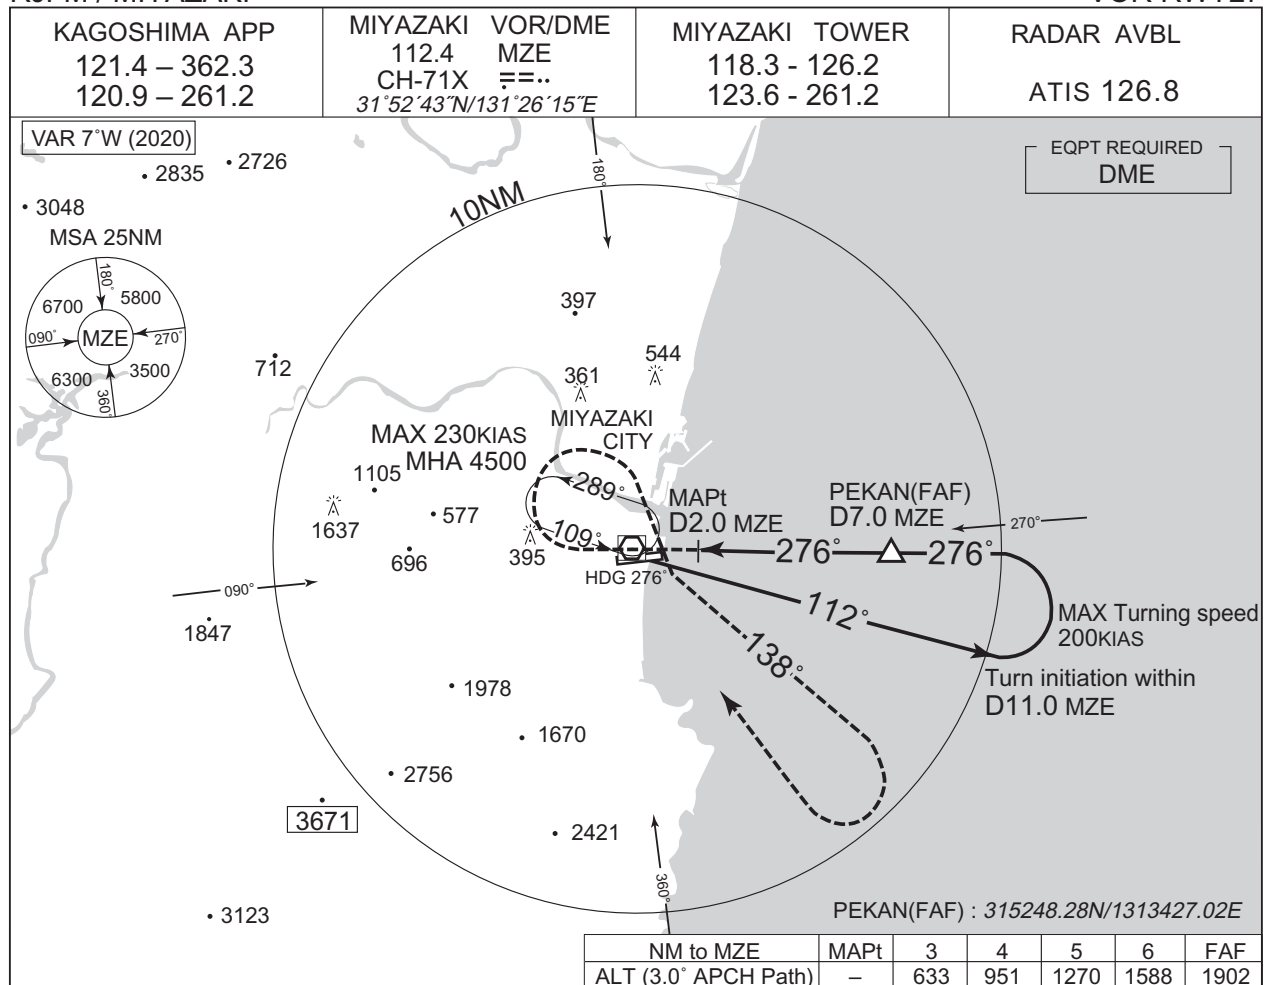 KAGOSHIMA APP
121.4 – 362.3
120.9 – 261.2
MIYAZAKI VOR/DME
112.4 MZE
CH-71X
31˚52´43˝N/131˚26´15˝E
MIYAZAKI TOWER
118.3 - 126.2
123.6 - 261.2
RADAR AVBL
ATIS 126.8
VAR 7˚W (2020)
EQPT REQUIRED
DME
2835
2726
3048
MSA 25NM
180˚
6700
5800
090˚
MZE
270˚
6300
3500
360˚
10NM
180˚
397
712
544
361
MIYAZAKI
CITY
MAX 230KIAS
MHA 4500
1105
1637
577
696
395
289˚
109˚
HDG 276˚
MAPt
D2.0 MZE
PEKAN(FAF)
D7.0 MZE
270˚
276˚
276˚
112˚
138˚
MAX Turning speed
200KIAS
Turn initiation within
D11.0 MZE
090˚
1847
1978
1670
2756
3671
2421
3123
360˚
PEKAN(FAF) : 315248.28N/1313427.02E
NM to MZE MAPt 3 4 5 6 FAF
ALT (3.0˚ APCH Path) – 633 951 1270 1588 1902